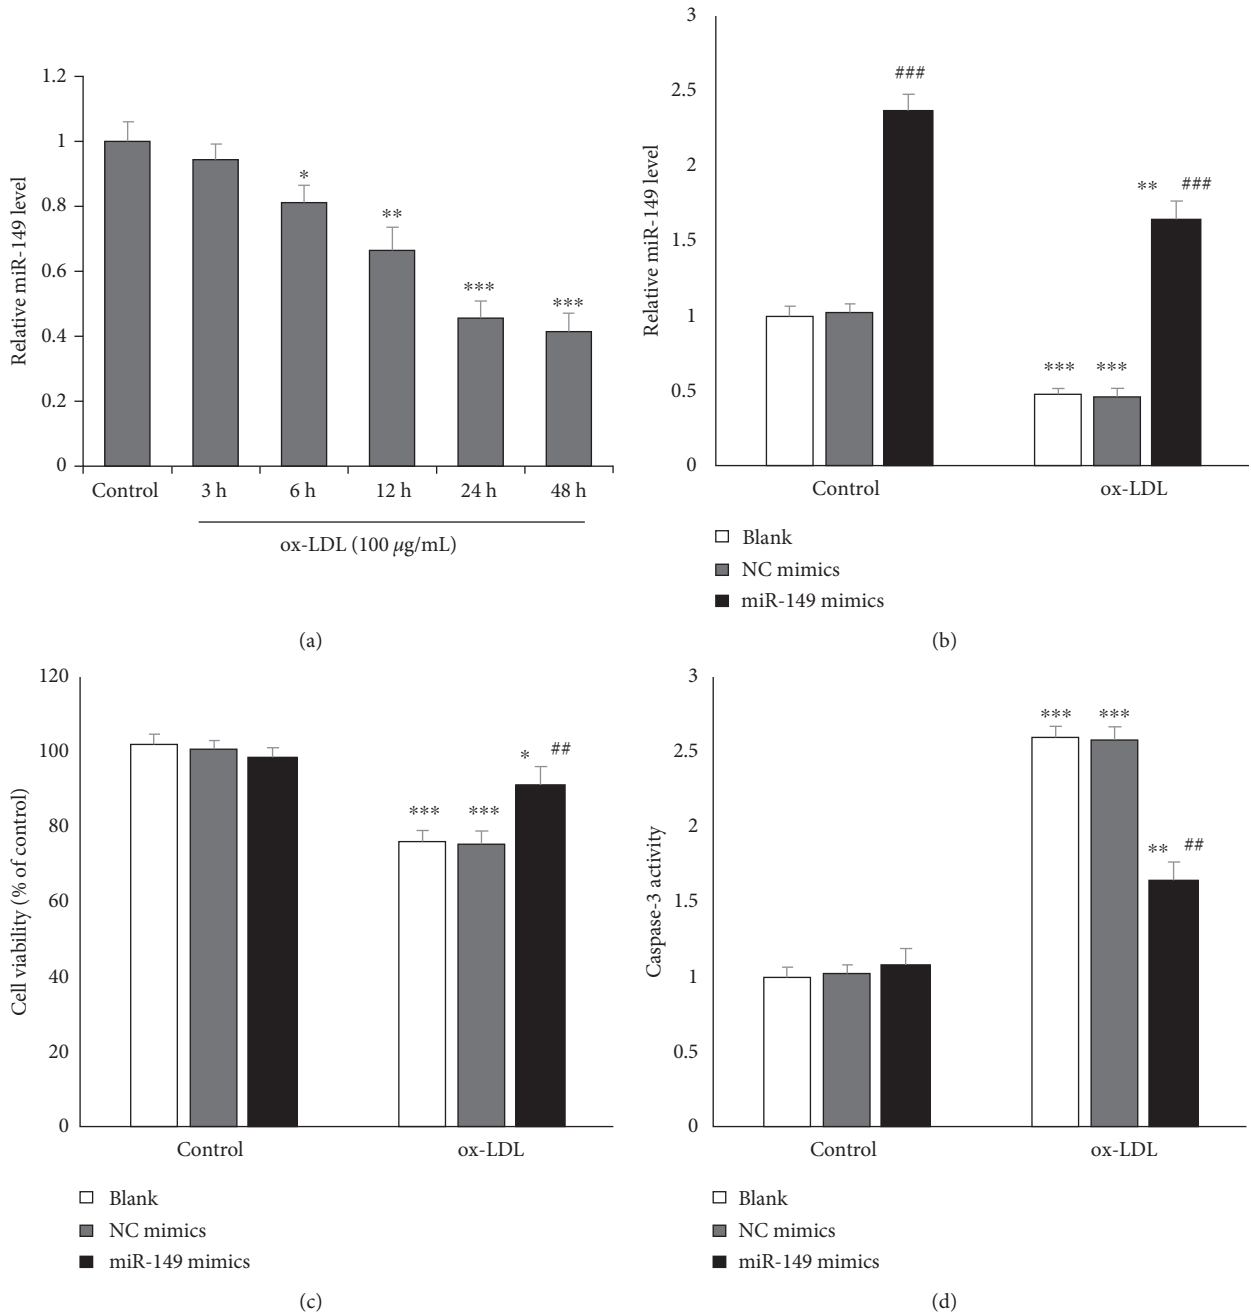 1.2
1
0.8
0.6
0.4
0.2
0
Relative miR-149 level
*
**
***
***
Control 3 h 6 h 12 h 24 h 48 h
ox-LDL (100 μg/mL)
(a)
3
2.5
2
1.5
1
0.5
0
Relative miR-149 level
###
*** ***
** ###
Control ox-LDL
Blank
NC mimics
miR-149 mimics
(b)
120
100
80
60
40
20
0
Cell viability (% of control)
*** ***
* ##
Control ox-LDL
Blank
NC mimics
miR-149 mimics
(c)
3
2.5
2
1.5
1
0.5
0
Caspase-3 activity
*** ***
** ##
Control ox-LDL
Blank
NC mimics
miR-149 mimics
(d)